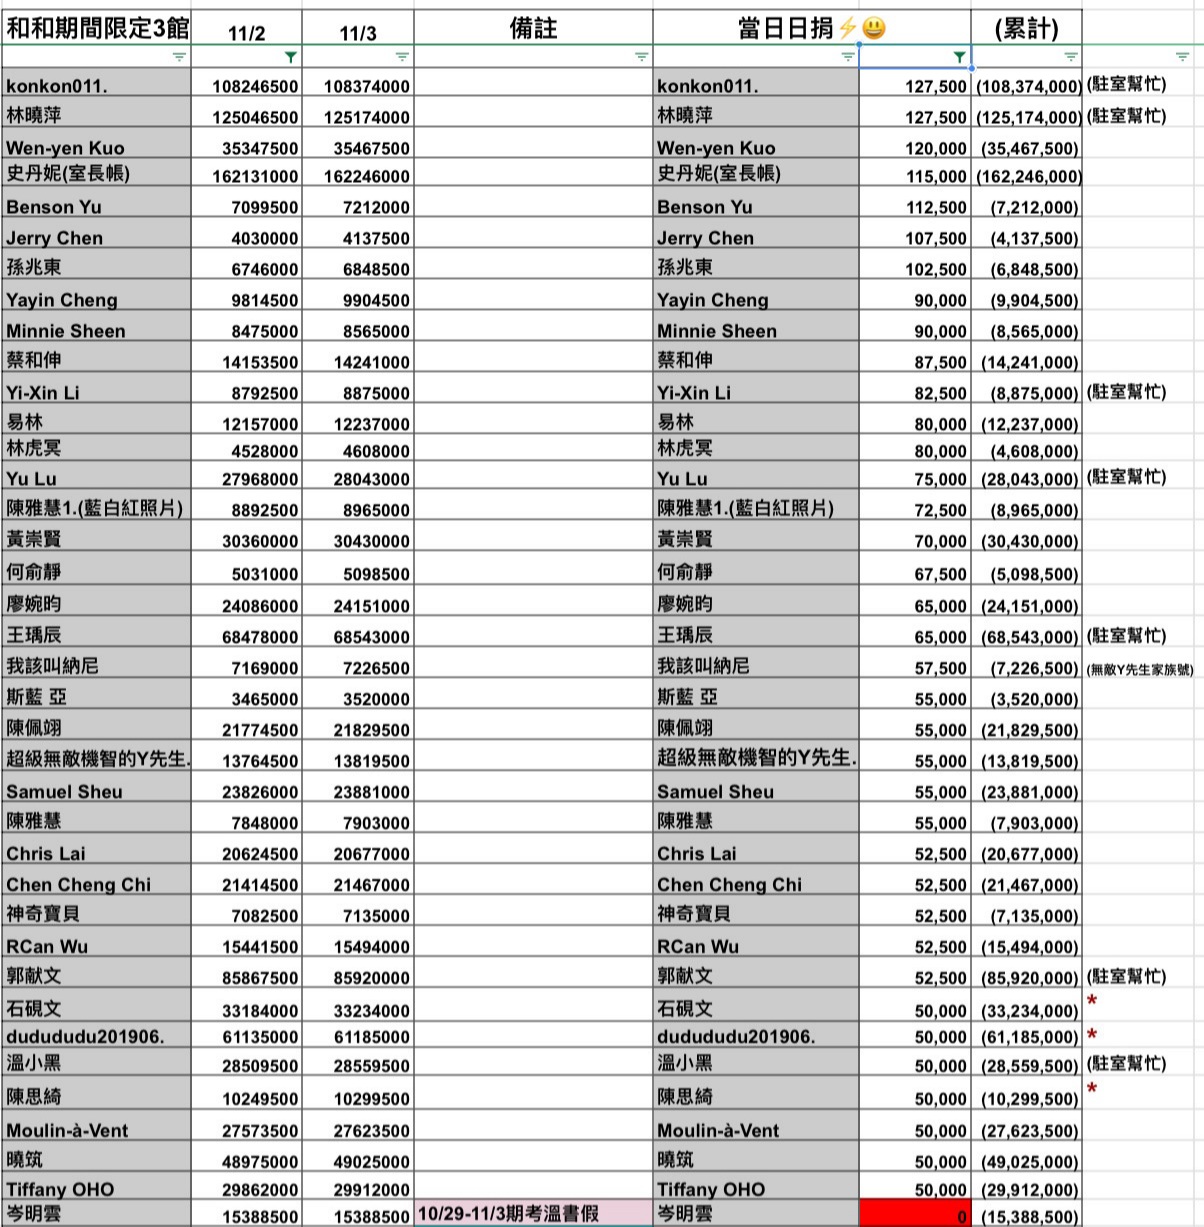 和和期間限定3館 11/2 11/3 備註 當日日捐⚡😃 (累計)
konkon011. 108246500 108374000 konkon011. 127,500 (108,374,000) (駐室幫忙)
林曉萍 125046500 125174000 林曉萍 127,500 (125,174,000) (駐室幫忙)
Wen-yen Kuo 35347500 35467500 Wen-yen Kuo 120,000 (35,467,500)
史丹妮(室長帳) 162131000 162246000 史丹妮(室長帳) 115,000 (162,246,000)
Benson Yu 7099500 7212000 Benson Yu 112,500 (7,212,000)
Jerry Chen 4030000 4137500 Jerry Chen 107,500 (4,137,500)
孫兆東 6746000 6848500 孫兆東 102,500 (6,848,500)
Yayin Cheng 9814500 9904500 Yayin Cheng 90,000 (9,904,500)
Minnie Sheen 8475000 8565000 Minnie Sheen 90,000 (8,565,000)
蔡和伸 14153500 14241000 蔡和伸 87,500 (14,241,000)
Yi-Xin Li 8792500 8875000 Yi-Xin Li 82,500 (8,875,000) (駐室幫忙)
易林 12157000 12237000 易林 80,000 (12,237,000)
林虎冥 4528000 4608000 林虎冥 80,000 (4,608,000)
Yu Lu 27968000 28043000 Yu Lu 75,000 (28,043,000) (駐室幫忙)
陳雅慧1.(藍白紅照片) 8892500 8965000 陳雅慧1.(藍白紅照片) 72,500 (8,965,000)
黃崇賢 30360000 30430000 黃崇賢 70,000 (30,430,000)
何俞靜 5031000 5098500 何俞靜 67,500 (5,098,500)
廖婉昀 24086000 24151000 廖婉昀 65,000 (24,151,000)
王瑀辰 68478000 68543000 王瑀辰 65,000 (68,543,000) (駐室幫忙)
我該叫納尼 7169000 7226500 我該叫納尼 57,500 (7,226,500) (無敵Y先生家族號)
斯藍 亞 3465000 3520000 斯藍 亞 55,000 (3,520,000)
陳佩翊 21774500 21829500 陳佩翊 55,000 (21,829,500)
超級無敵機智的Y先生. 13764500 13819500 超級無敵機智的Y先生. 55,000 (13,819,500)
Samuel Sheu 23826000 23881000 Samuel Sheu 55,000 (23,881,000)
陳雅慧 7848000 7903000 陳雅慧 55,000 (7,903,000)
Chris Lai 20624500 20677000 Chris Lai 52,500 (20,677,000)
Chen Cheng Chi 21414500 21467000 Chen Cheng Chi 52,500 (21,467,000)
神奇寶貝 7082500 7135000 神奇寶貝 52,500 (7,135,000)
RCan Wu 15441500 15494000 RCan Wu 52,500 (15,494,000)
郭献文 85867500 85920000 郭献文 52,500 (85,920,000) (駐室幫忙)
石硯文 33184000 33234000 石硯文 50,000 (33,234,000) *
dudududu201906. 61135000 61185000 dudududu201906. 50,000 (61,185,000) *
溫小黑 28509500 28559500 溫小黑 50,000 (28,559,500) (駐室幫忙)
陳思綺 10249500 10299500 陳思綺 50,000 (10,299,500) *
Moulin-à-Vent 27573500 27623500 Moulin-à-Vent 50,000 (27,623,500)
曉筑 48975000 49025000 曉筑 50,000 (49,025,000)
Tiffany OHO 29862000 29912000 Tiffany OHO 50,000 (29,912,000)
岑明雲 15388500 15388500 10/29-11/3期考溫書假 岑明雲 0 (15,388,500)